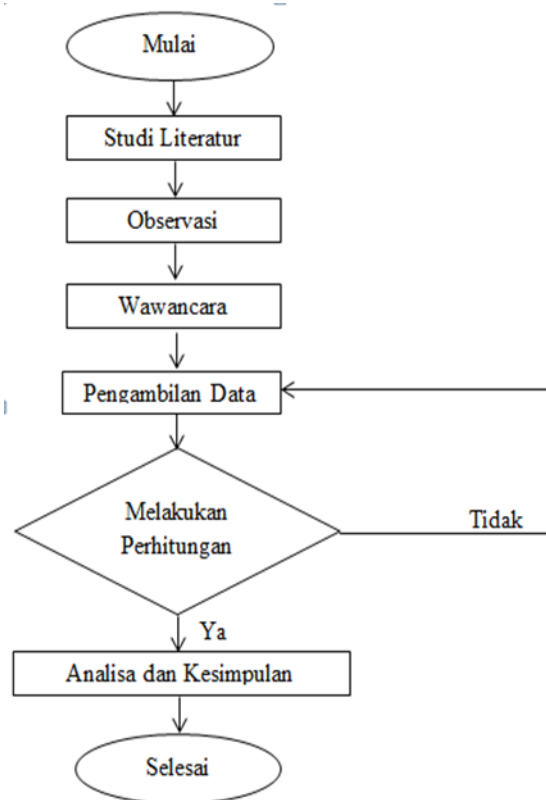 Mulai
Studi Literatur
Observasi
Wawancara
Pengambilan Data
Melakukan
Perhitungan
Tidak
Ya
Analisa dan Kesimpulan
Selesai